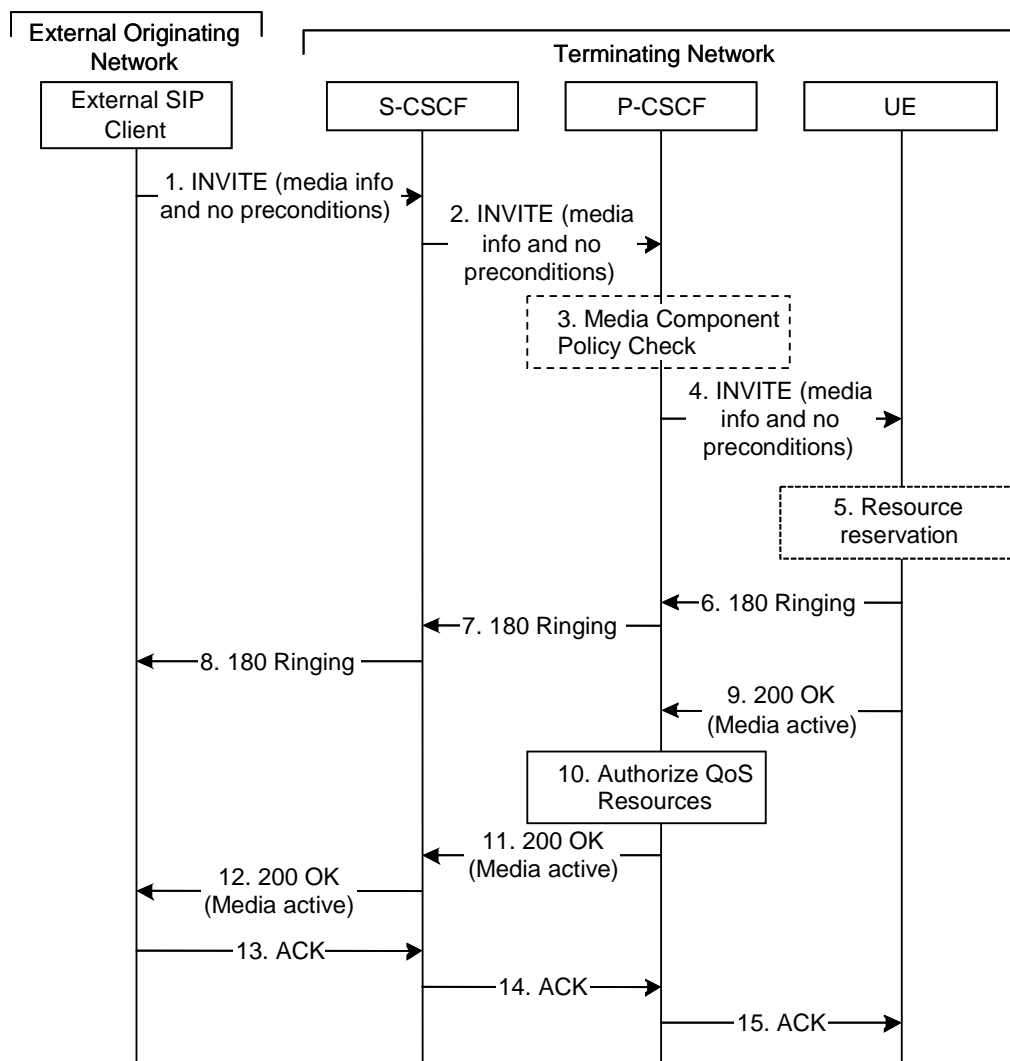 External Originating
Network
Terminating Network
External SIP
Client
S-CSCF
P-CSCF
UE
1. INVITE (media info
and no preconditions)
2. INVITE (media
info and no
preconditions)
3. Media Component
Policy Check
4. INVITE (media
info and no
preconditions)
5. Resource
reservation
6. 180 Ringing
7. 180 Ringing
8. 180 Ringing
9. 200 OK
(Media active)
10. Authorize QoS
Resources
11. 200 OK
(Media active)
12. 200 OK
(Media active)
13. ACK
14. ACK
15. ACK